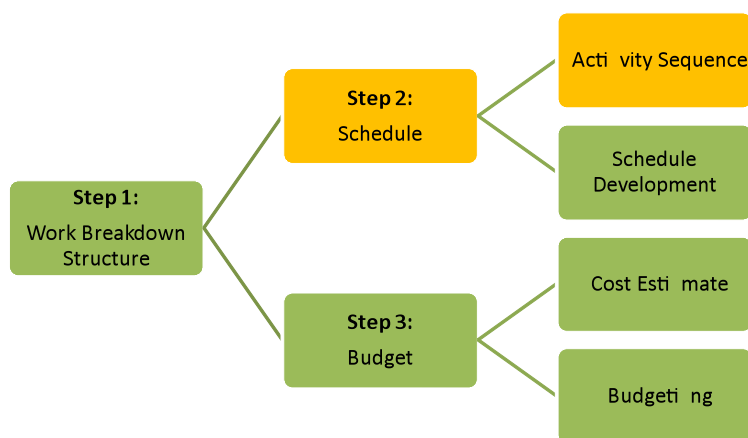 Step 1:
Work Breakdown
Structure
Step 2:
Schedule
Step 3:
Budget
Acti vity Sequence
Schedule
Development
Cost Esti mate
Budgeti ng